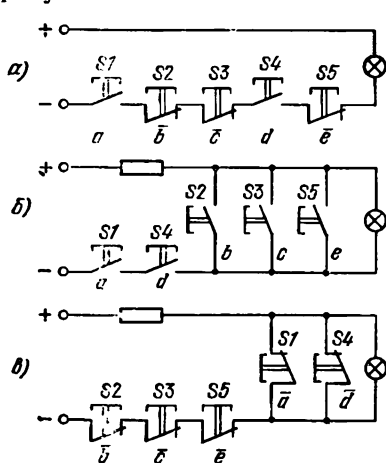 +
а)
S1 S2 S3 S4 S5
−
a b̄ c̄ d ē
+
б)
S2 S3 S5
S1 S4
b c e
−
a d
+
в)
S1 S4
ā d̄
S2 S3 S5
−
b̄ c̄ ē